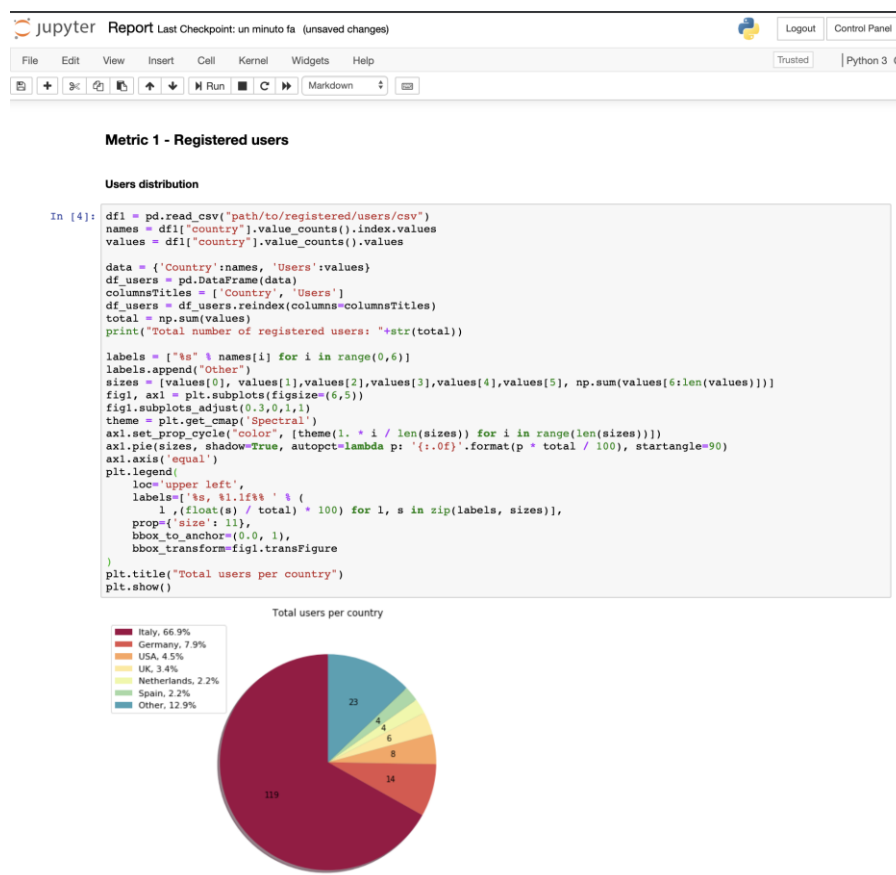 jupyter Report Last Checkpoint: un minuto fa (unsaved changes)
Logout Control Panel
File Edit View Insert Cell Kernel Widgets Help
Trusted Python 3
Run Markdown
Metric 1 - Registered users
Users distribution
In [4]: df1 = pd.read_csv("path/to/registered/users/csv")
names = df1["country"].value_counts().index.values
values = df1["country"].value_counts().values
data = {'Country':names, 'Users':values}
df_users = pd.DataFrame(data)
columnsTitles = ['Country', 'Users']
df_users = df_users.reindex(columns=columnsTitles)
total = np.sum(values)
print("Total number of registered users: "+str(total))
labels = ["%s" % names[i] for i in range(0,6)]
labels.append("Other")
sizes = [values[0], values[1],values[2],values[3],values[4],values[5], np.sum(values[6:len(values)])]
fig1, ax1 = plt.subplots(figsize=(6,5))
fig1.subplots_adjust(0.3,0,1,1)
theme = plt.get_cmap('Spectral')
ax1.set_prop_cycle("color", [theme(1. * i / len(sizes)) for i in range(len(sizes))])
ax1.pie(sizes, shadow=True, autopct=lambda p: '{:.0f}'.format(p * total / 100), startangle=90)
ax1.axis('equal')
plt.legend(
    loc='upper left',
    labels=['%s, %1.1f%% ' % (
        l ,(float(s) / total) * 100) for l, s in zip(labels, sizes)],
    prop={'size': 11},
    bbox_to_anchor=(0.0, 1),
    bbox_transform=fig1.transFigure
)
plt.title("Total users per country")
plt.show()
Total users per country
Italy, 66.9%
Germany, 7.9%
USA, 4.5%
UK, 3.4%
Netherlands, 2.2%
Spain, 2.2%
Other, 12.9%
23
4
4
6
8
14
119